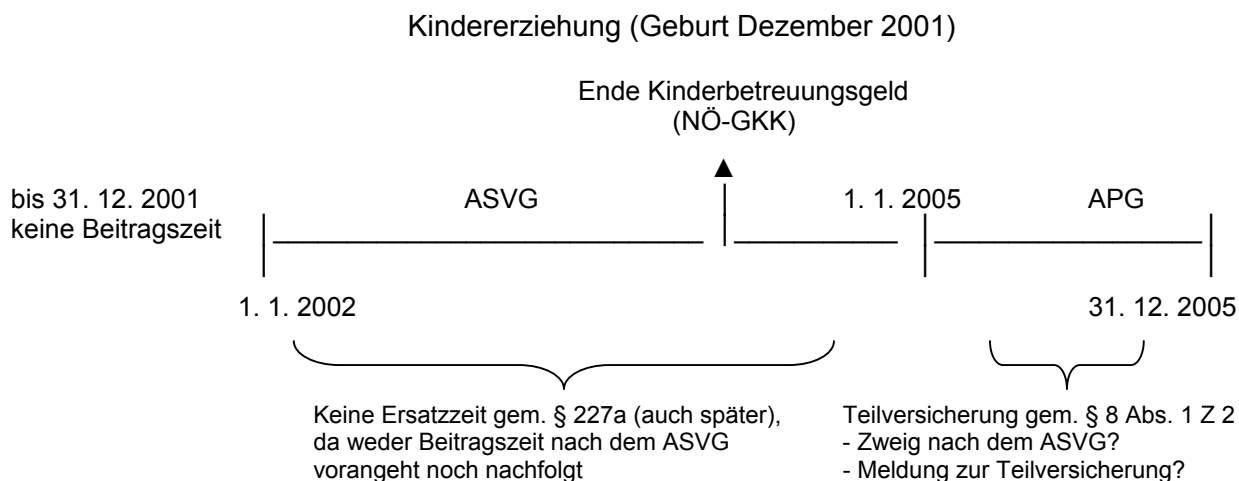 Kindererziehung (Geburt Dezember 2001)
Ende Kinderbetreuungsgeld
(NÖ-GKK)
bis 31. 12. 2001
keine Beitragszeit
ASVG
1. 1. 2005
APG
1. 1. 2002
31. 12. 2005
Keine Ersatzzeit gem. § 227a (auch später),
da weder Beitragszeit nach dem ASVG
vorangeht noch nachfolgt
Teilversicherung gem. § 8 Abs. 1 Z 2
- Zweig nach dem ASVG?
- Meldung zur Teilversicherung?